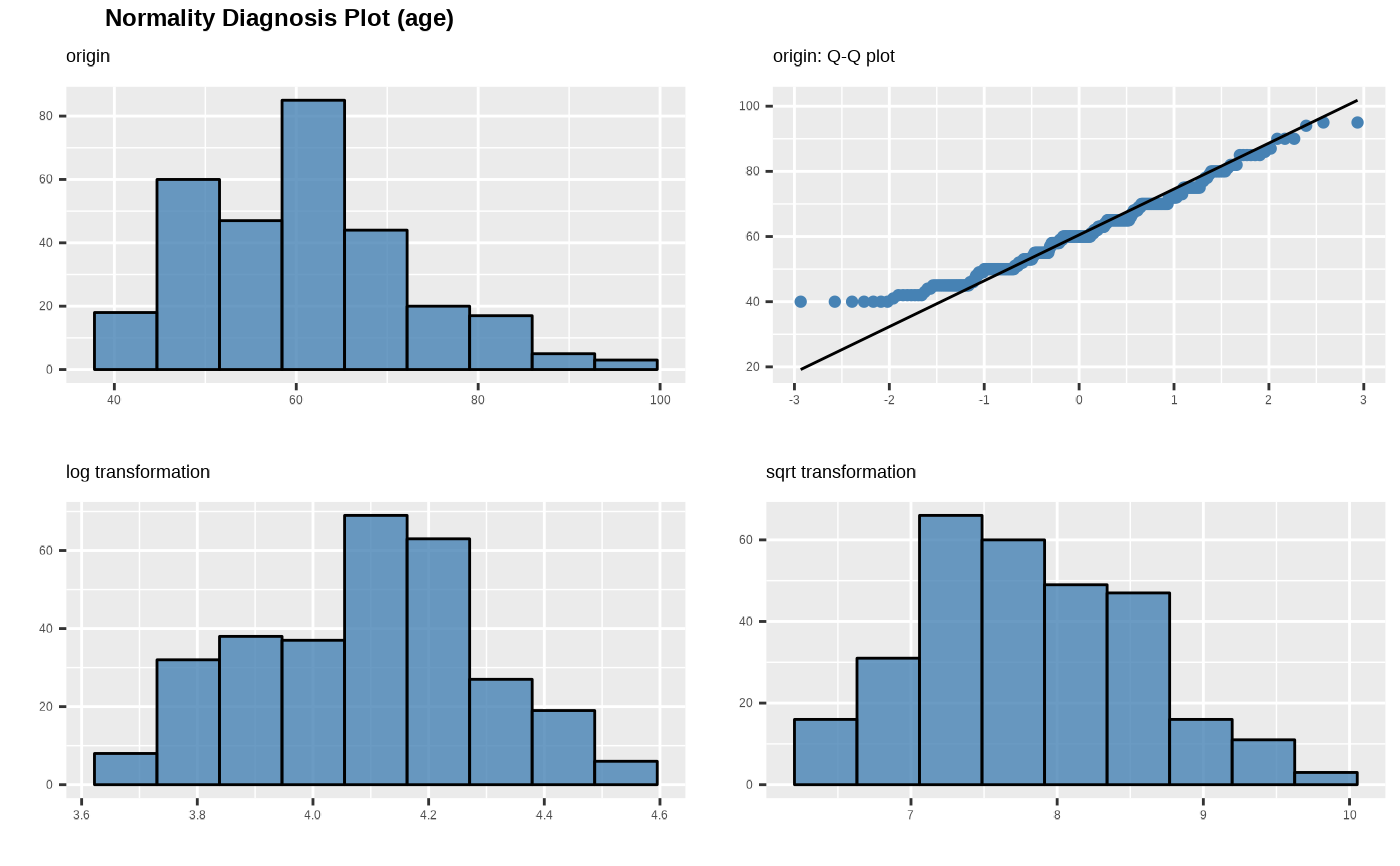 Normality Diagnosis Plot (age)
origin
80
60
40
20
0
40 60 80 100
origin: Q-Q plot
100
80
60
40
20
-3 -2 -1 0 1 2 3
log transformation
60
40
20
0
3.6 3.8 4.0 4.2 4.4 4.6
sqrt transformation
60
40
20
0
7 8 9 10